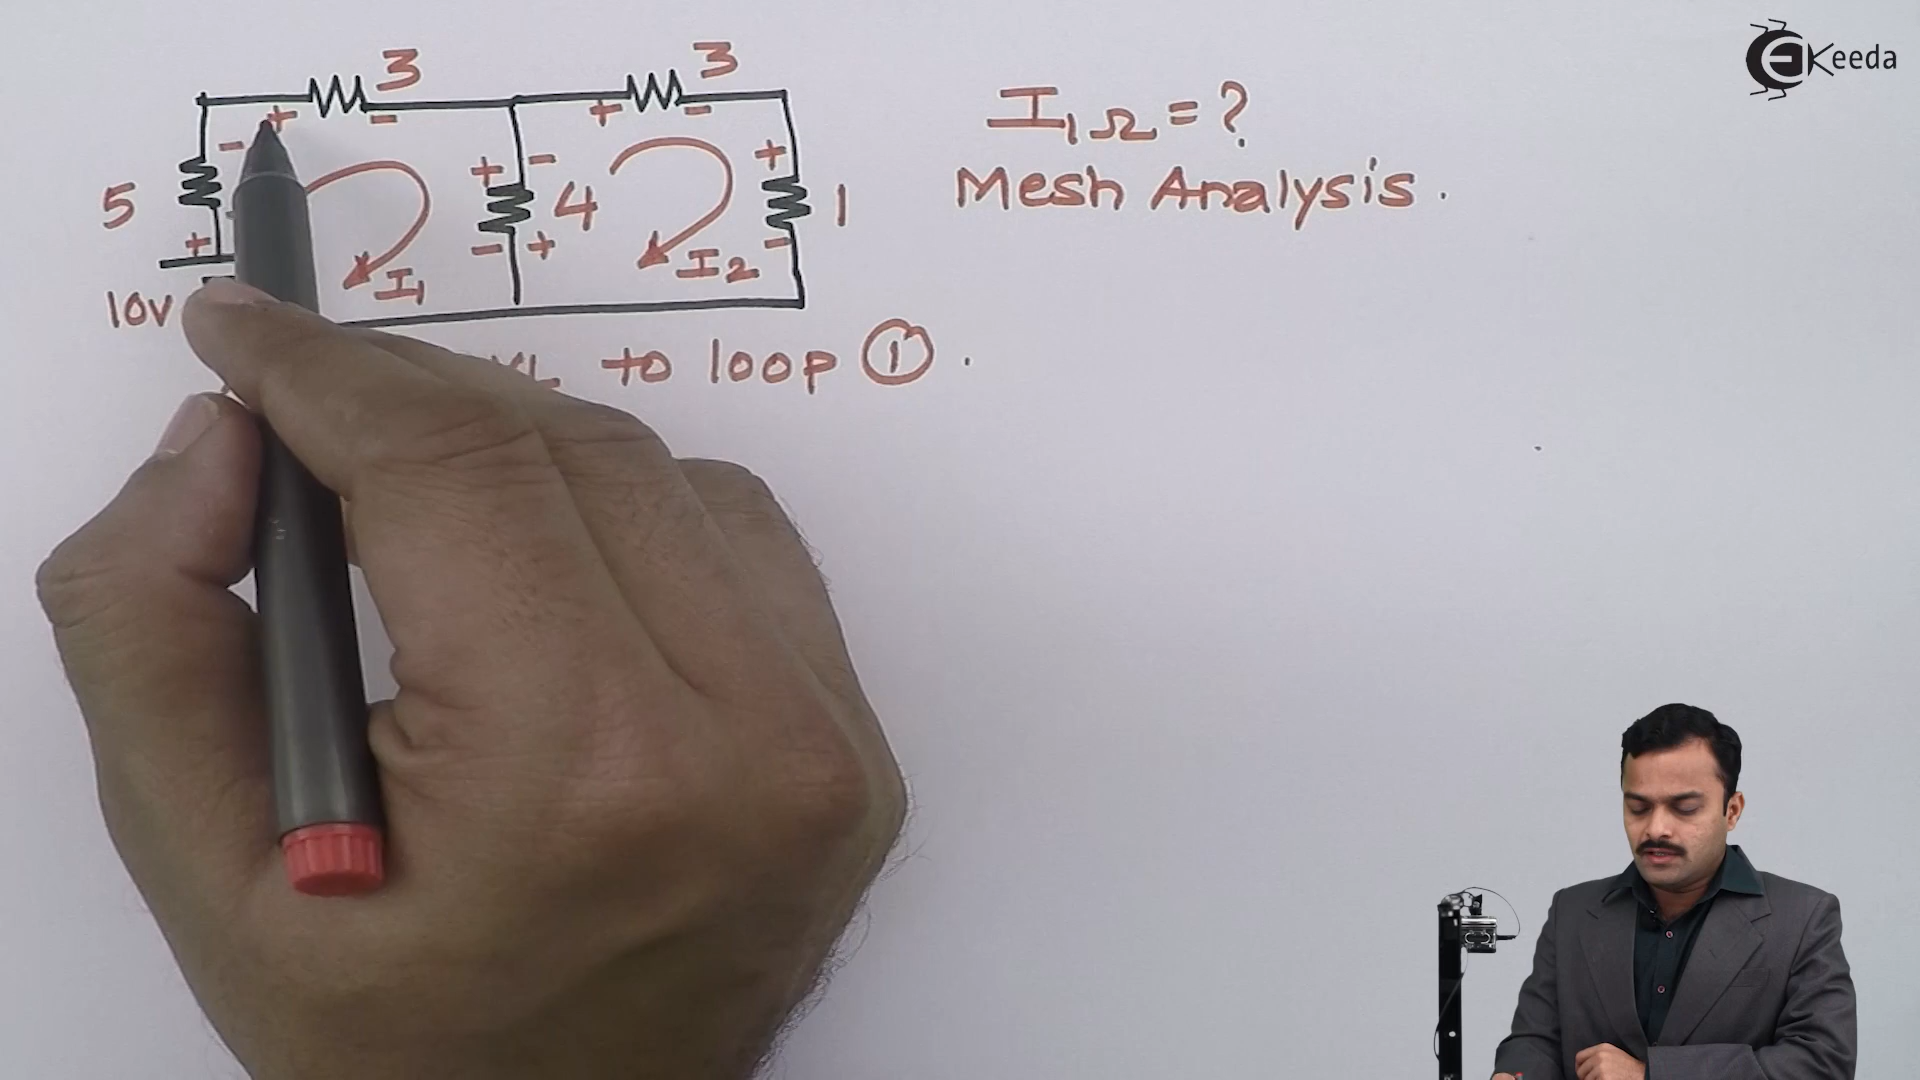 3 3
+ - + -
- + - +
5 4 1
+ - + -
10V I₁ I₂
I₁Ω = ?
Mesh Analysis.
to loop ①.
Keeda